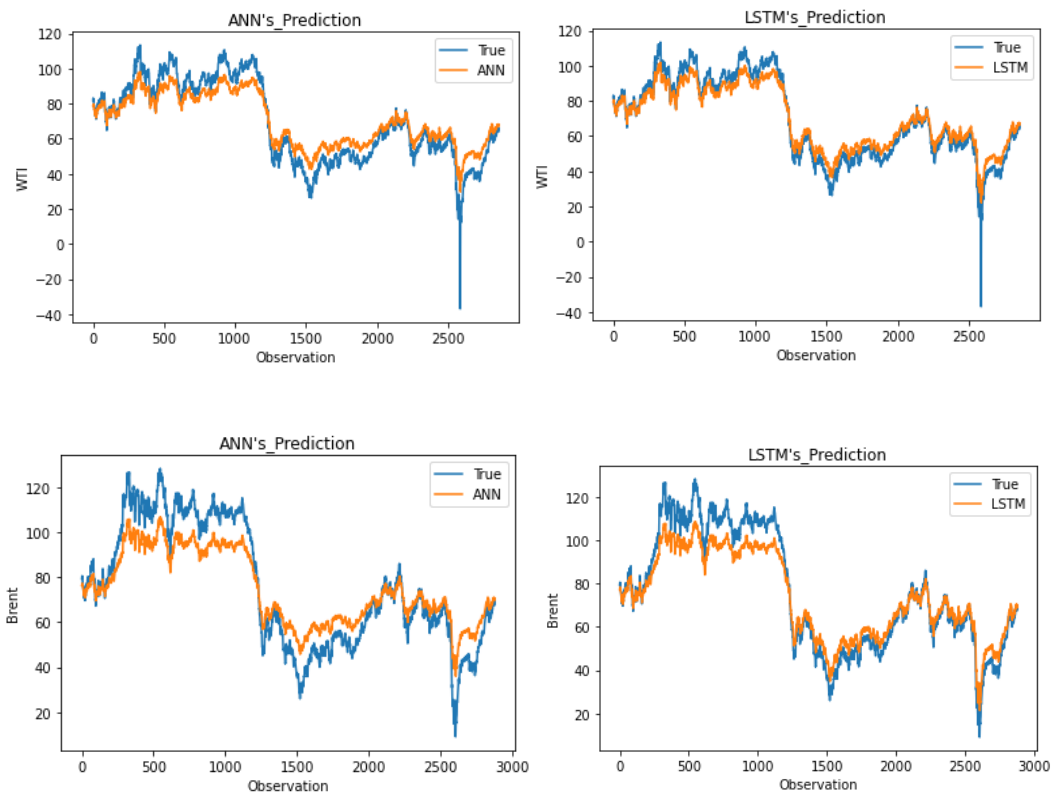 ANN's_Prediction
True
ANN
120
100
80
60
40
20
0
−20
−40
WTI
0 500 1000 1500 2000 2500
Observation
LSTM's_Prediction
True
LSTM
120
100
80
60
40
20
0
−20
−40
WTI
0 500 1000 1500 2000 2500
Observation
ANN's_Prediction
True
ANN
120
100
80
60
40
20
Brent
0 500 1000 1500 2000 2500 3000
Observation
LSTM's_Prediction
True
LSTM
120
100
80
60
40
20
Brent
0 500 1000 1500 2000 2500 3000
Observation